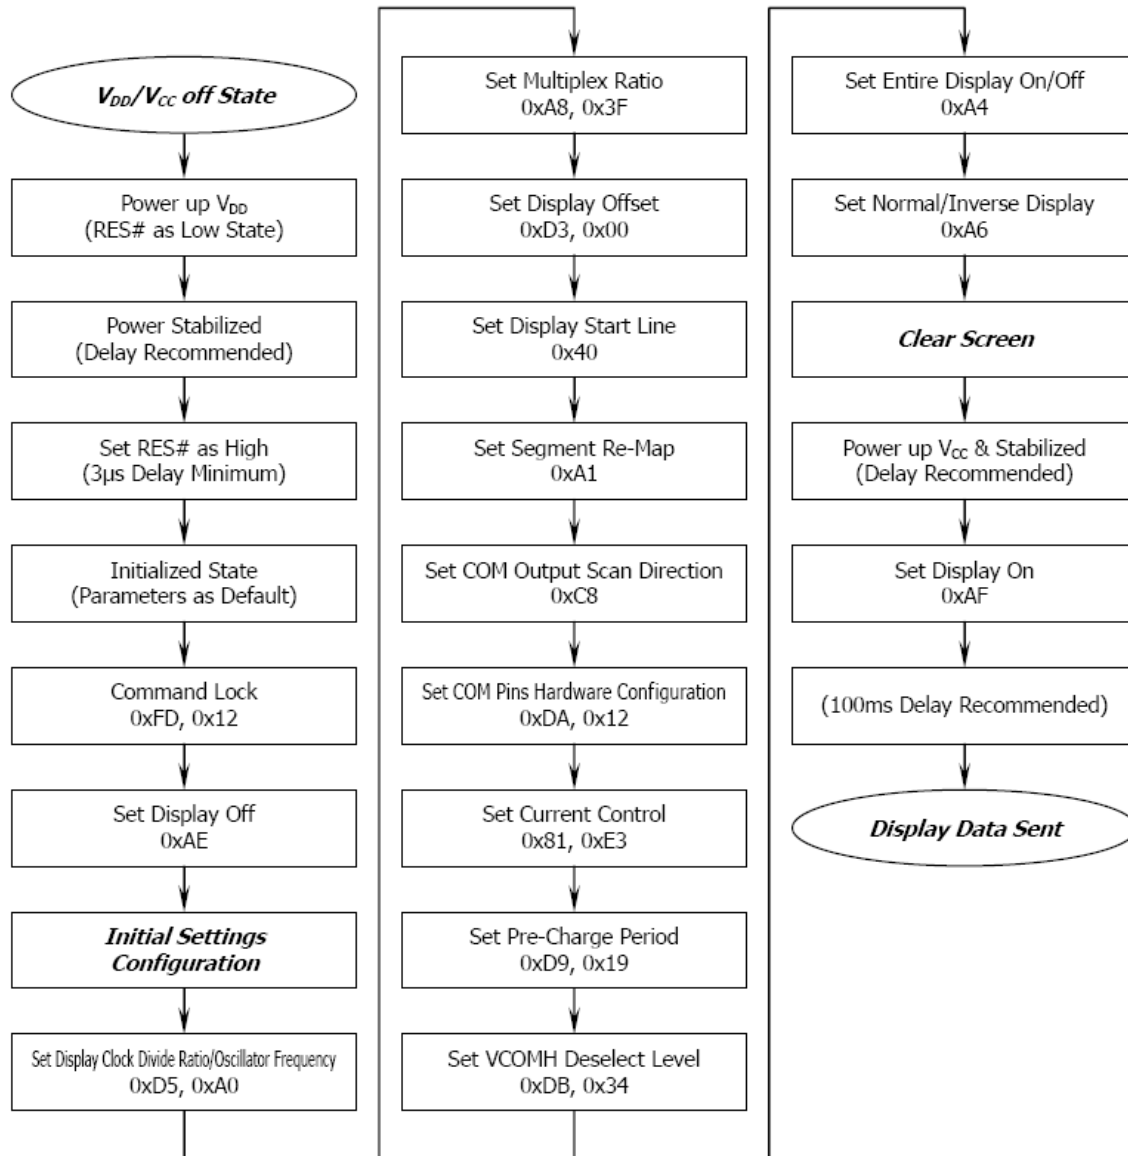 V_DD/V_CC off State
Power up V_DD
(RES# as Low State)
Power Stabilized
(Delay Recommended)
Set RES# as High
(3μs Delay Minimum)
Initialized State
(Parameters as Default)
Command Lock
0xFD, 0x12
Set Display Off
0xAE
Initial Settings
Configuration
Set Display Clock Divide Ratio/Oscillator Frequency
0xD5, 0xA0
Set Multiplex Ratio
0xA8, 0x3F
Set Display Offset
0xD3, 0x00
Set Display Start Line
0x40
Set Segment Re-Map
0xA1
Set COM Output Scan Direction
0xC8
Set COM Pins Hardware Configuration
0xDA, 0x12
Set Current Control
0x81, 0xE3
Set Pre-Charge Period
0xD9, 0x19
Set VCOMH Deselect Level
0xDB, 0x34
Set Entire Display On/Off
0xA4
Set Normal/Inverse Display
0xA6
Clear Screen
Power up V_CC & Stabilized
(Delay Recommended)
Set Display On
0xAF
(100ms Delay Recommended)
Display Data Sent